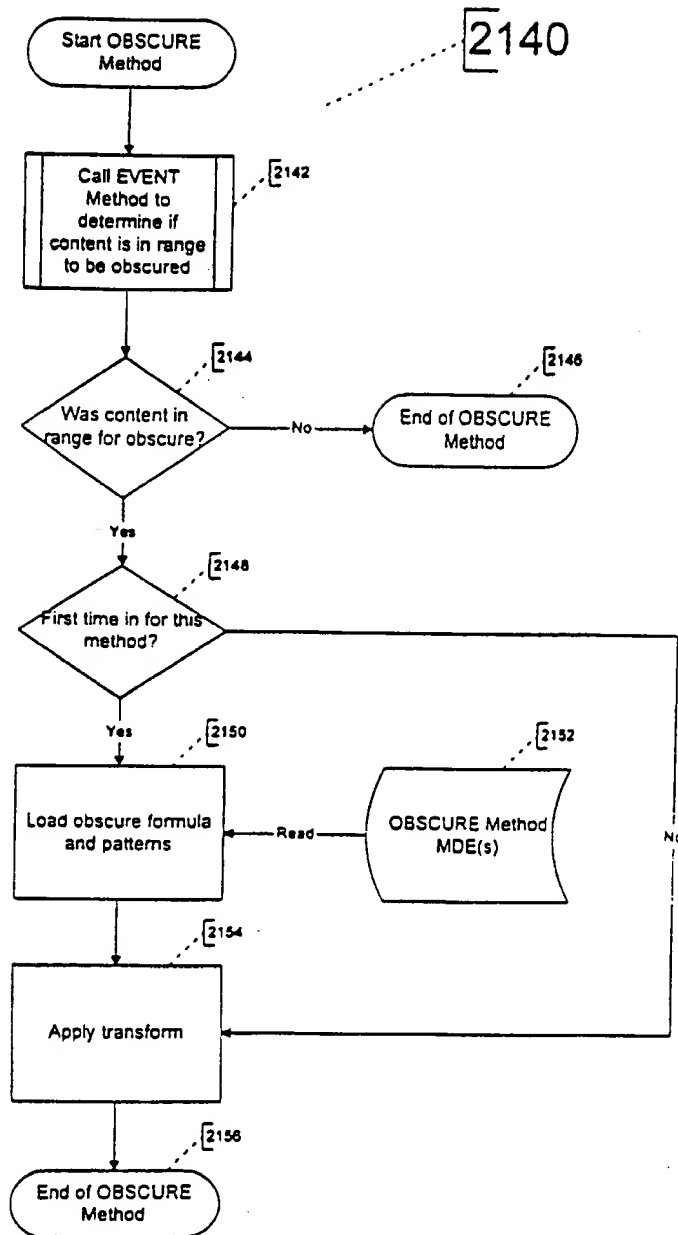 Start OBSCURE
Method
2140
Call EVENT
Method to
determine if
content is in range
to be obscured
2142
2144
2146
Was content in
range for obscure?
No
End of OBSCURE
Method
Yes
2148
First time in for this
method?
Yes
2150
2152
Load obscure formula
and patterns
Read
OBSCURE Method
MDE(s)
No
2154
Apply transform
2156
End of OBSCURE
Method